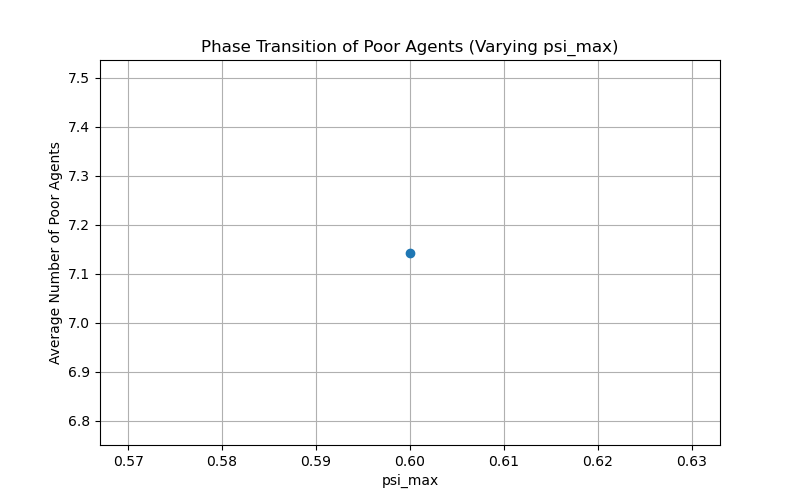 Phase Transition of Poor Agents (Varying psi_max)
Average Number of Poor Agents
7.5
7.4
7.3
7.2
7.1
7.0
6.9
6.8
0.57 0.58 0.59 0.60 0.61 0.62 0.63
psi_max